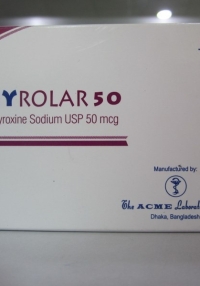 YROLAR 50
yroxine Sodium USP 50 mcg
Manufactured by:
The ACME Laborat
Dhaka, Bangladesh